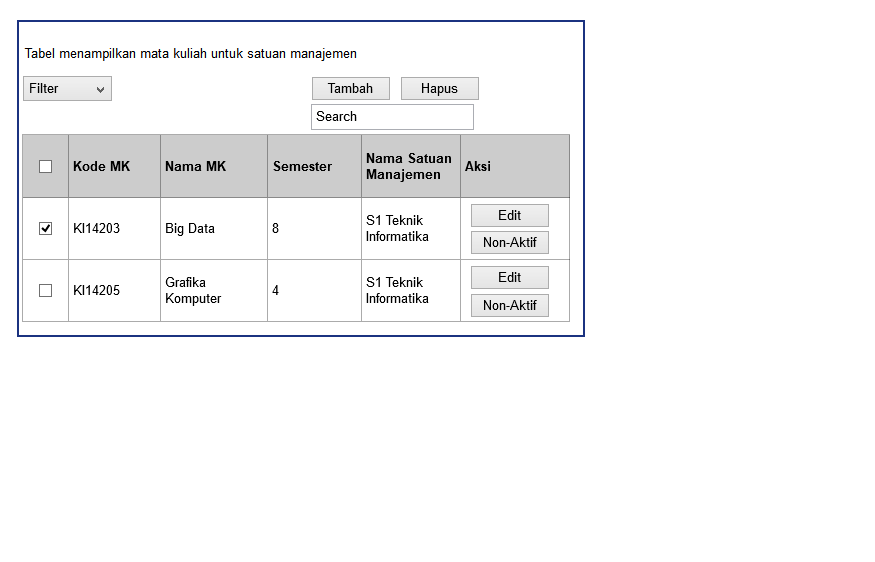 Tabel menampilkan mata kuliah untuk satuan manajemen
Filter Tambah Hapus
Search
Kode MK Nama MK Semester Nama Satuan Manajemen Aksi
KI14203 Big Data 8 S1 Teknik Informatika Edit
Non-Aktif
KI14205 Grafika Komputer 4 S1 Teknik Informatika Edit
Non-Aktif